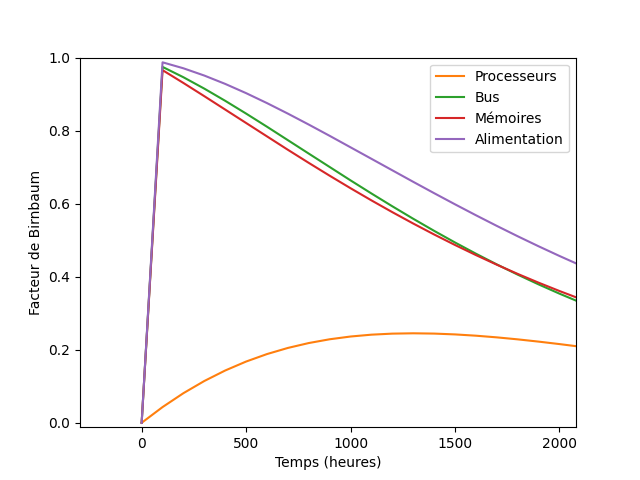 1.0
0.8
0.6
0.4
0.2
0.0
Facteur de Birnbaum
Processeurs
Bus
Mémoires
Alimentation
0
500
1000
1500
2000
Temps (heures)